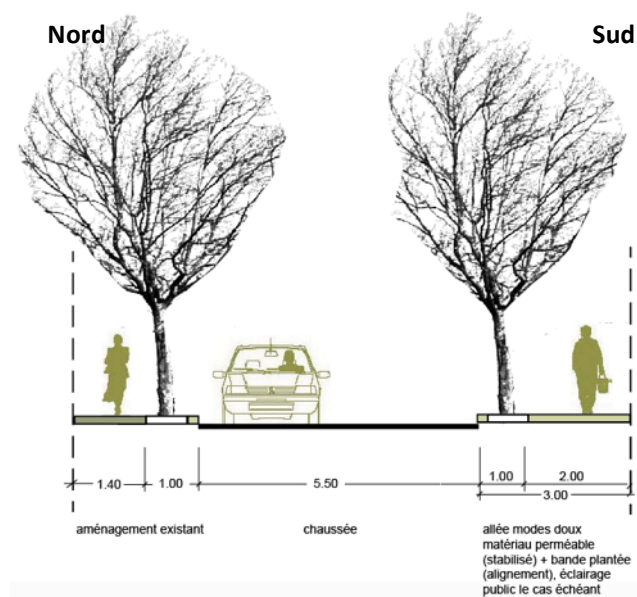 Nord
Sud
1.40
1.00
5.50
1.00
2.00
3.00
aménagement existant
chaussée
allée modes doux
matériau perméable
(stabilisé) + bande plantée
(alignement), éclairage
public le cas échéant